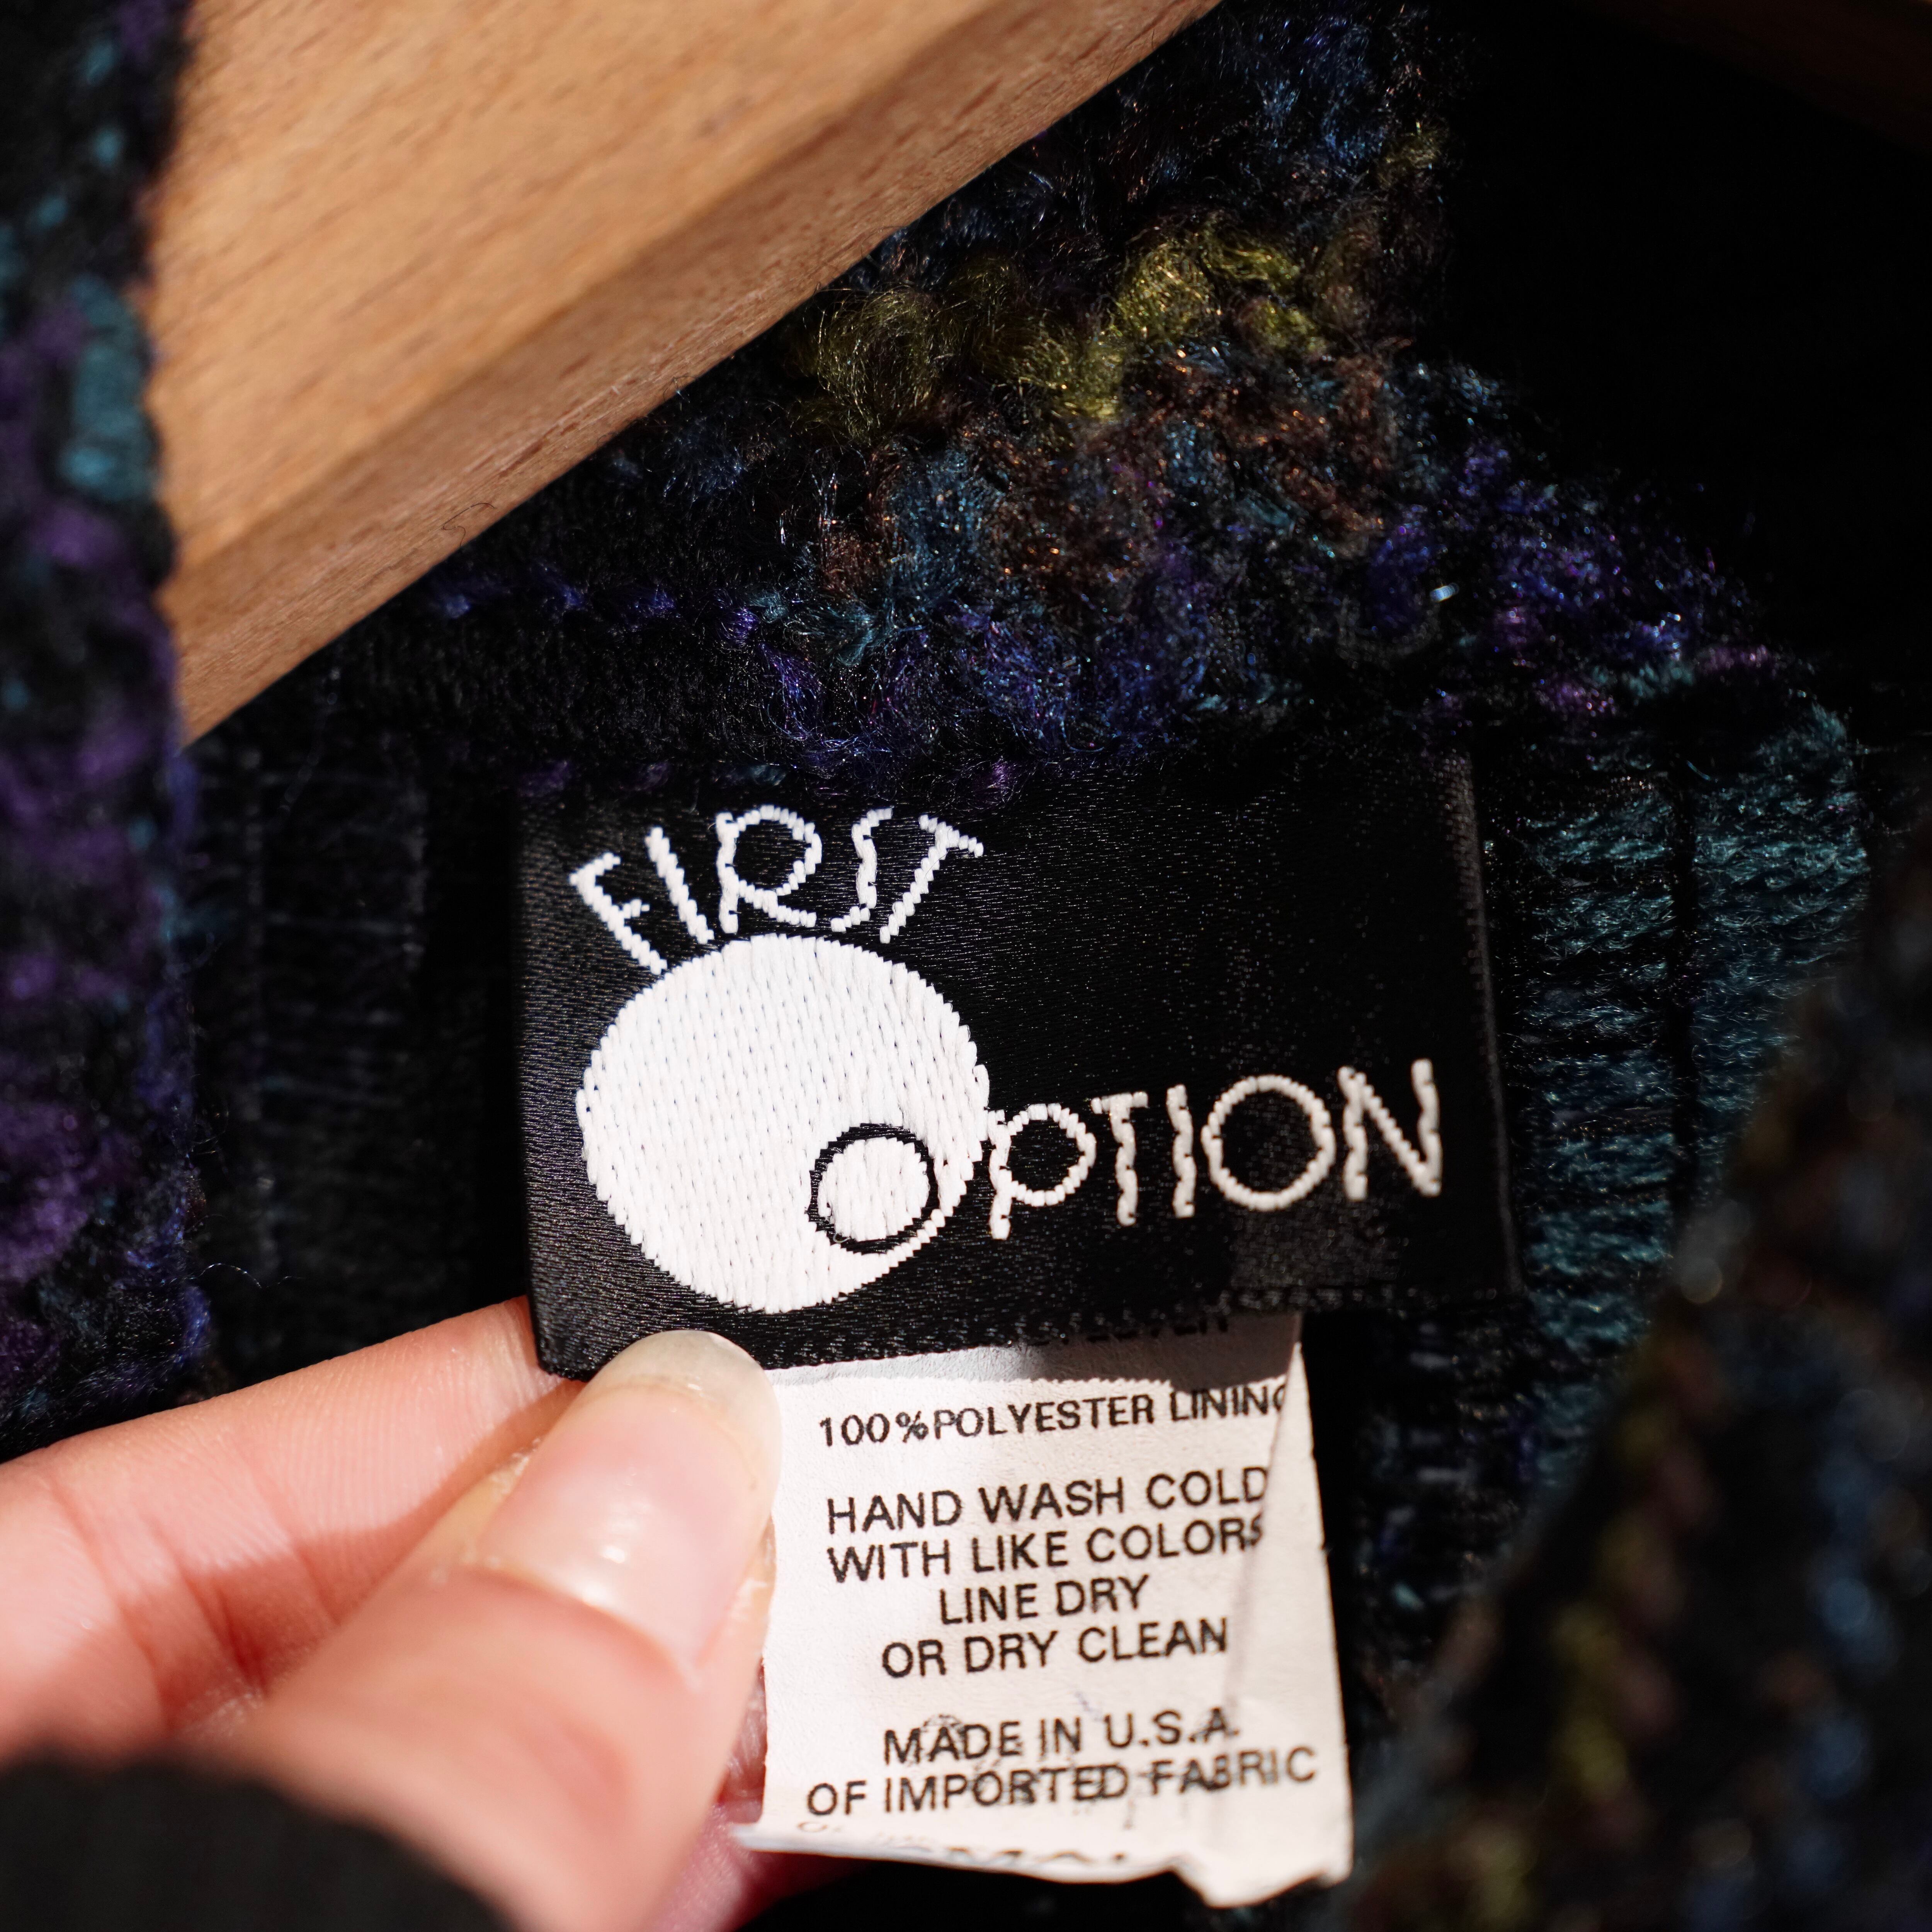 FIRST
OPTION
100%POLYESTER LINING
HAND WASH COLD
WITH LIKE COLORS
LINE DRY
OR DRY CLEAN
MADE IN U.S.A.
OF IMPORTED FABRIC